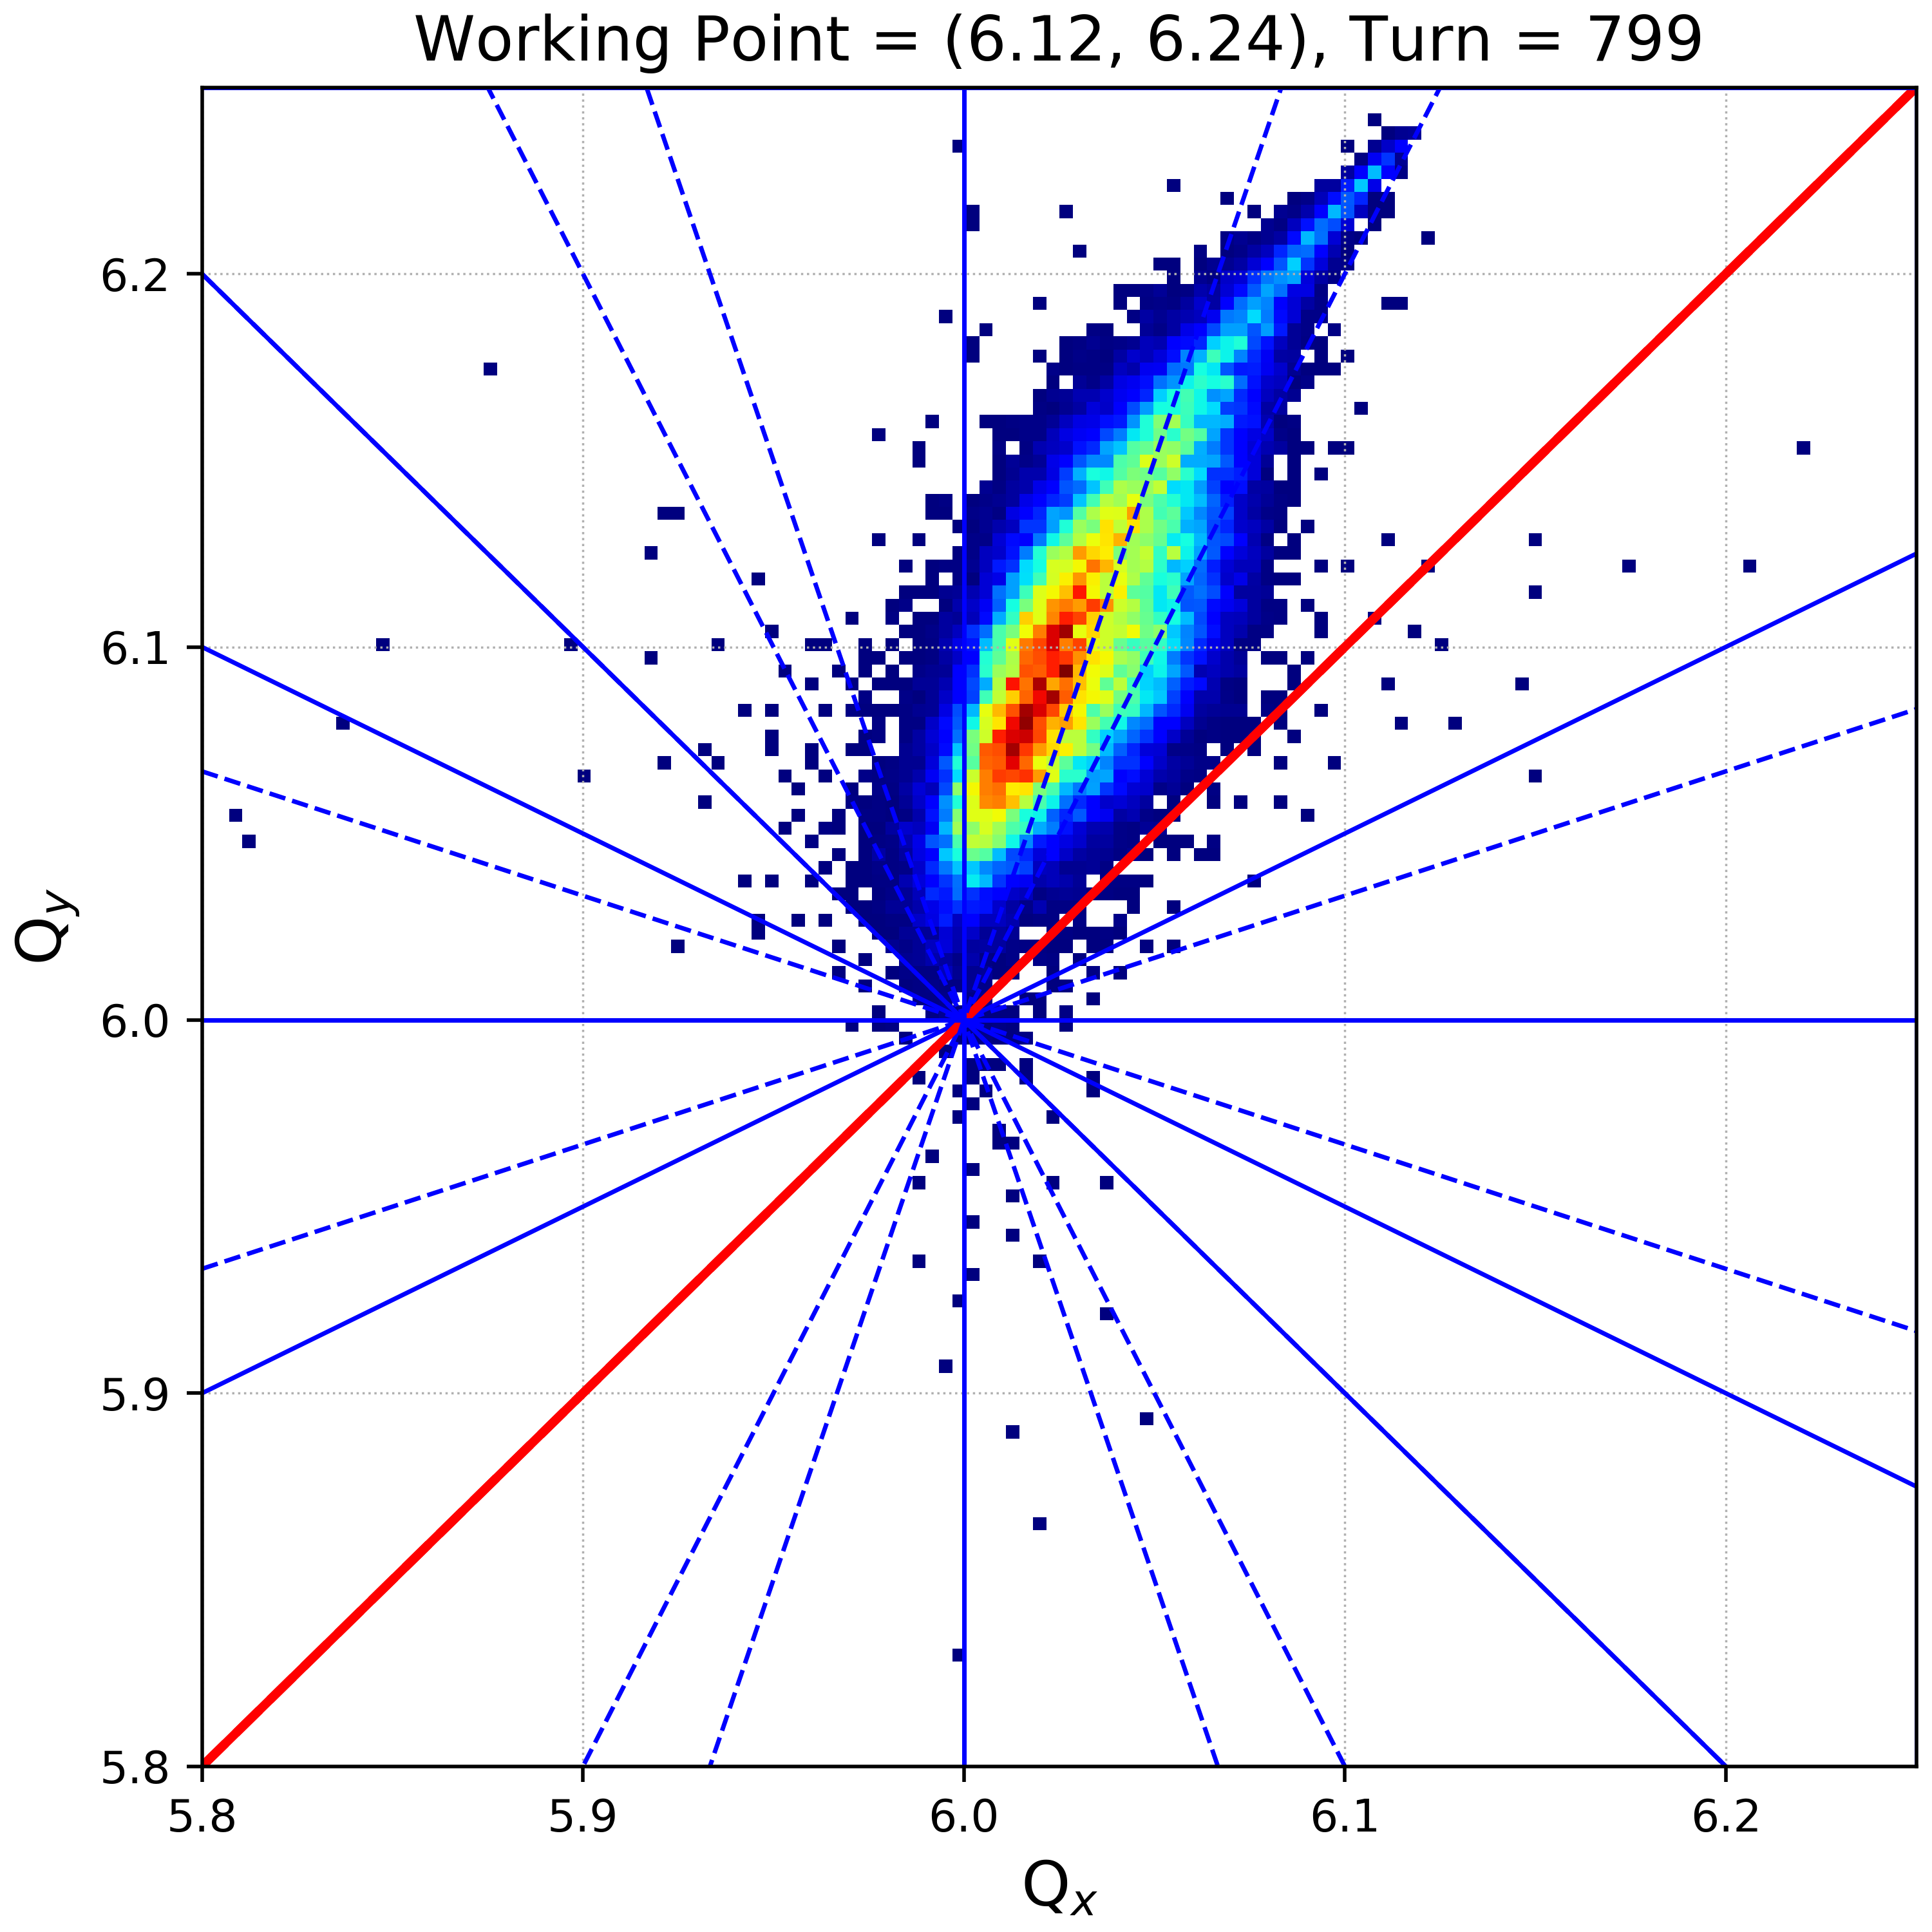 Working Point = (6.12, 6.24), Turn = 799
6.2
6.1
6.0
5.9
5.8
Qy
5.8 5.9 6.0 6.1 6.2
Qx